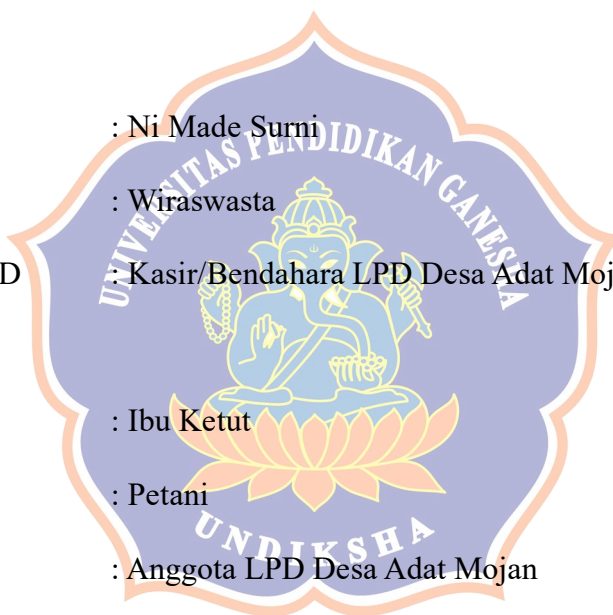 : Ni Made Surni
UNIVERSITAS PENDIDIKAN GANESHA
: Wiraswasta
D : Kasir/Bendahara LPD Desa Adat Moj
: Ibu Ketut
: Petani
UNDIKSHA
: Anggota LPD Desa Adat Mojan